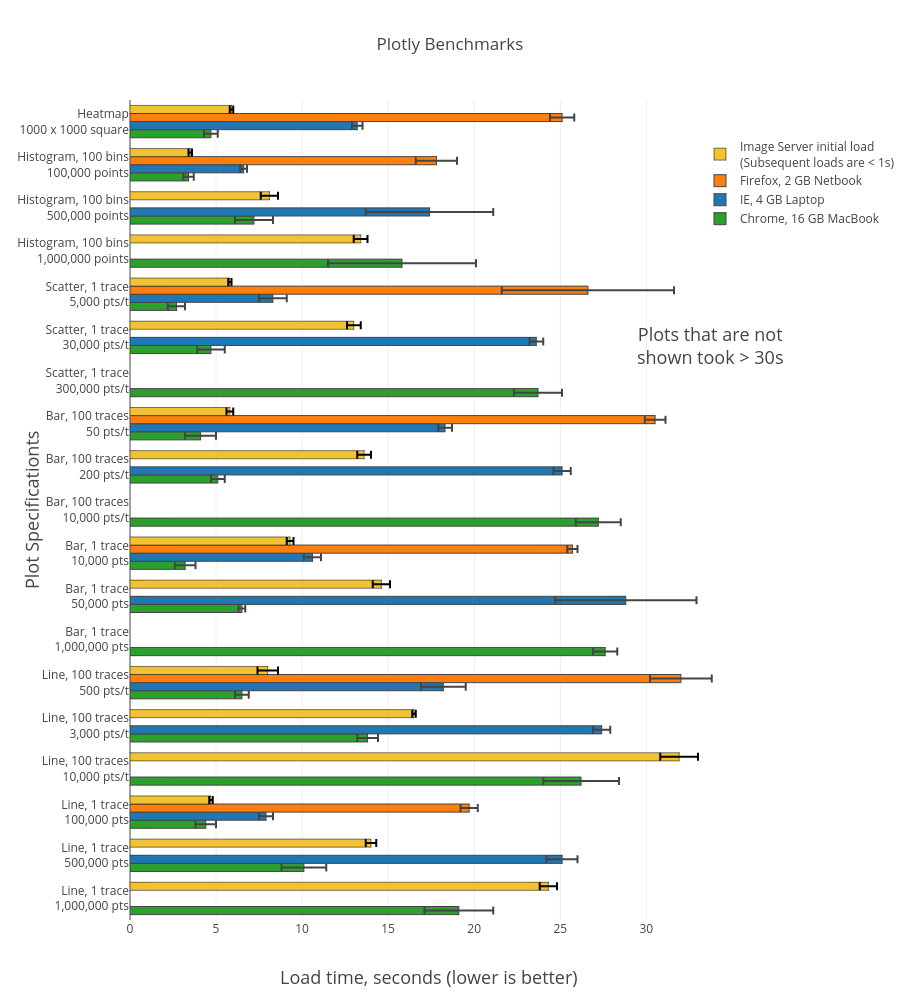 Plotly Benchmarks
Heatmap
1000 x 1000 square
Histogram, 100 bins
100,000 points
Histogram, 100 bins
500,000 points
Histogram, 100 bins
1,000,000 points
Scatter, 1 trace
5,000 pts/t
Scatter, 1 trace
30,000 pts/t
Scatter, 1 trace
300,000 pts/t
Bar, 100 traces
50 pts/t
Bar, 100 traces
200 pts/t
Bar, 100 traces
10,000 pts/t
Bar, 1 trace
10,000 pts
Bar, 1 trace
50,000 pts
Bar, 1 trace
1,000,000 pts
Line, 100 traces
500 pts/t
Line, 100 traces
3,000 pts/t
Line, 100 traces
10,000 pts/t
Line, 1 trace
100,000 pts
Line, 1 trace
500,000 pts
Line, 1 trace
1,000,000 pts
Plot Specificationts
0 5 10 15 20 25 30
Load time, seconds (lower is better)
Image Server initial load
(Subsequent loads are < 1s)
Firefox, 2 GB Netbook
IE, 4 GB Laptop
Chrome, 16 GB MacBook
Plots that are not
shown took > 30s